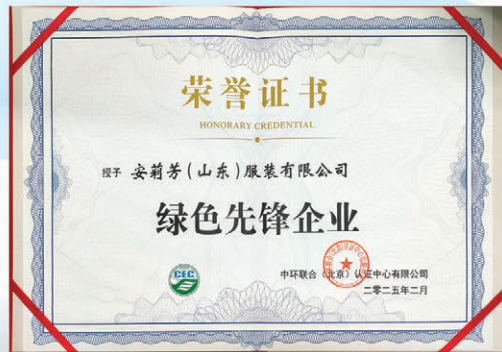 荣誉证书
HONORARY CREDENTIAL
授予 安莉芳(山东)服装有限公司
绿色先锋企业
CEC
中环联合(北京)认证中心有限公司
二零二五年二月